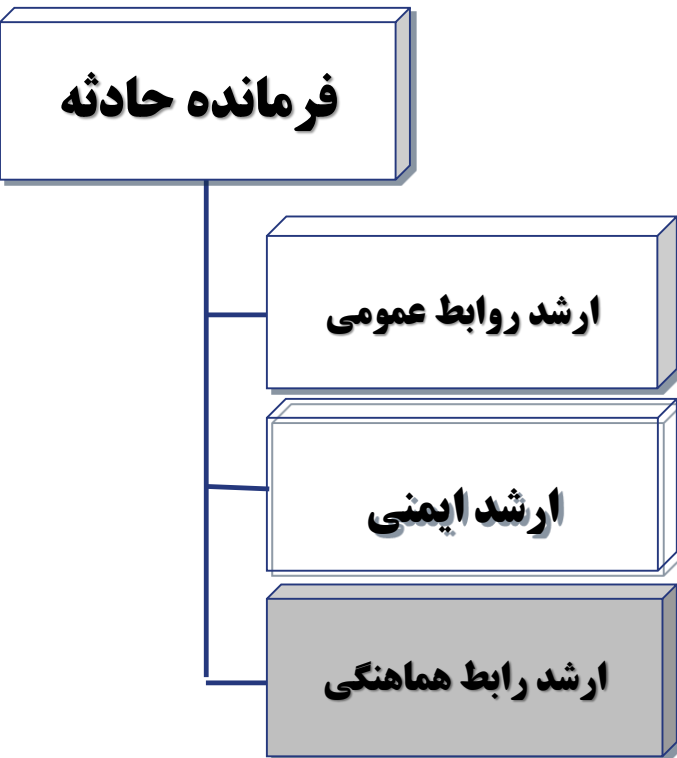 فرمانده حادثه
ارشد روابط عمومی
ارشد ایمنی
ارشد رابط هماهنگی